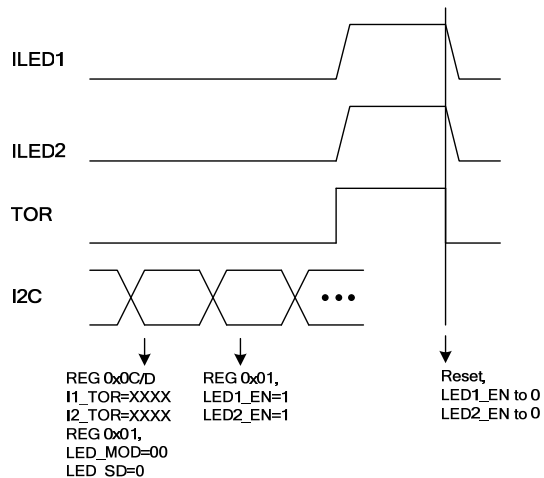 ILED1
ILED2
TOR
I2C
REG 0x0C/D
I1_TOR=XXXX
I2_TOR=XXXX
REG 0x01,
LED_MOD=00
LED_SD=0
REG 0x01,
LED1_EN=1
LED2_EN=1
Reset,
LED1_EN to 0
LED2_EN to 0